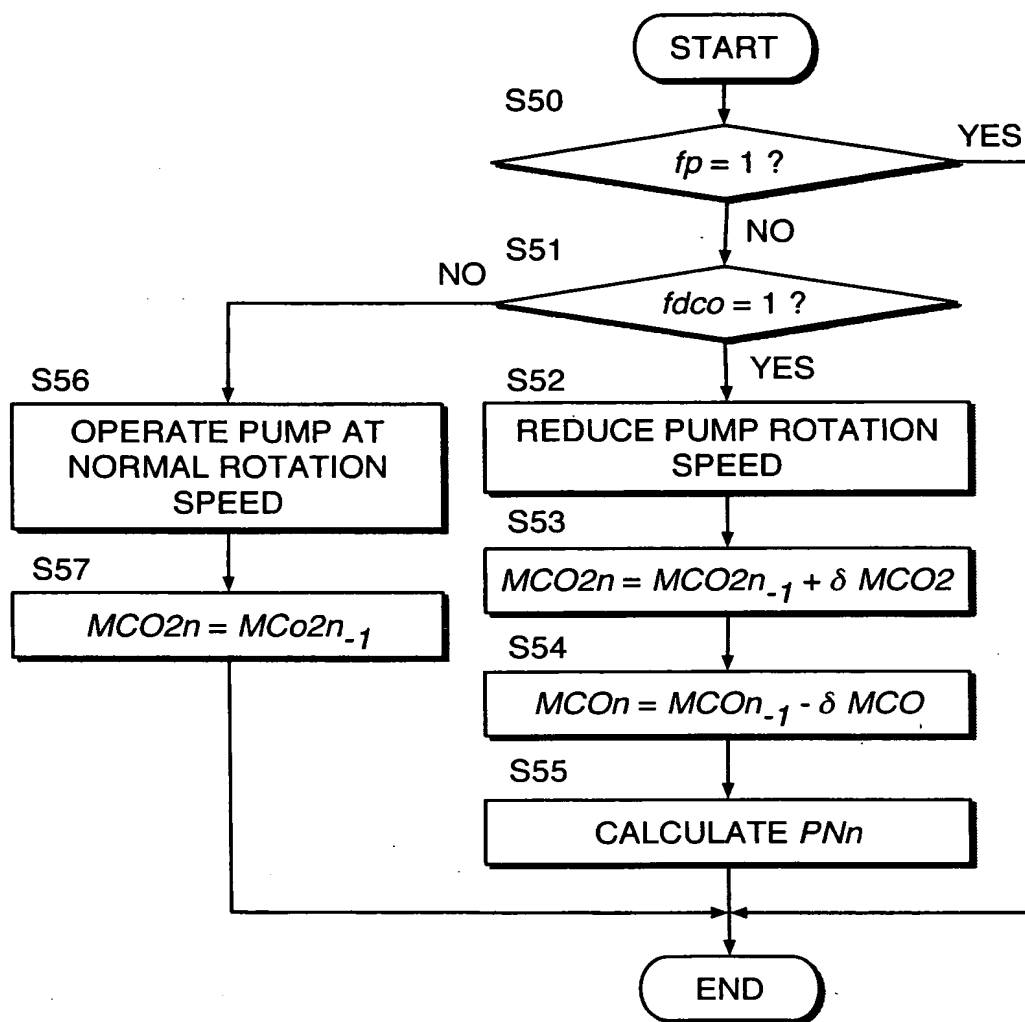 START
S50
YES
fp = 1 ?
NO
S51
NO
fdco = 1 ?
YES
S56
S52
OPERATE PUMP AT
NORMAL ROTATION
SPEED
REDUCE PUMP ROTATION
SPEED
S53
S57
MCO2n = MCO2n-1 + δ MCO2
MCO2n = MCo2n-1
S54
MCOn = MCOn-1 - δ MCO
S55
CALCULATE PNn
END